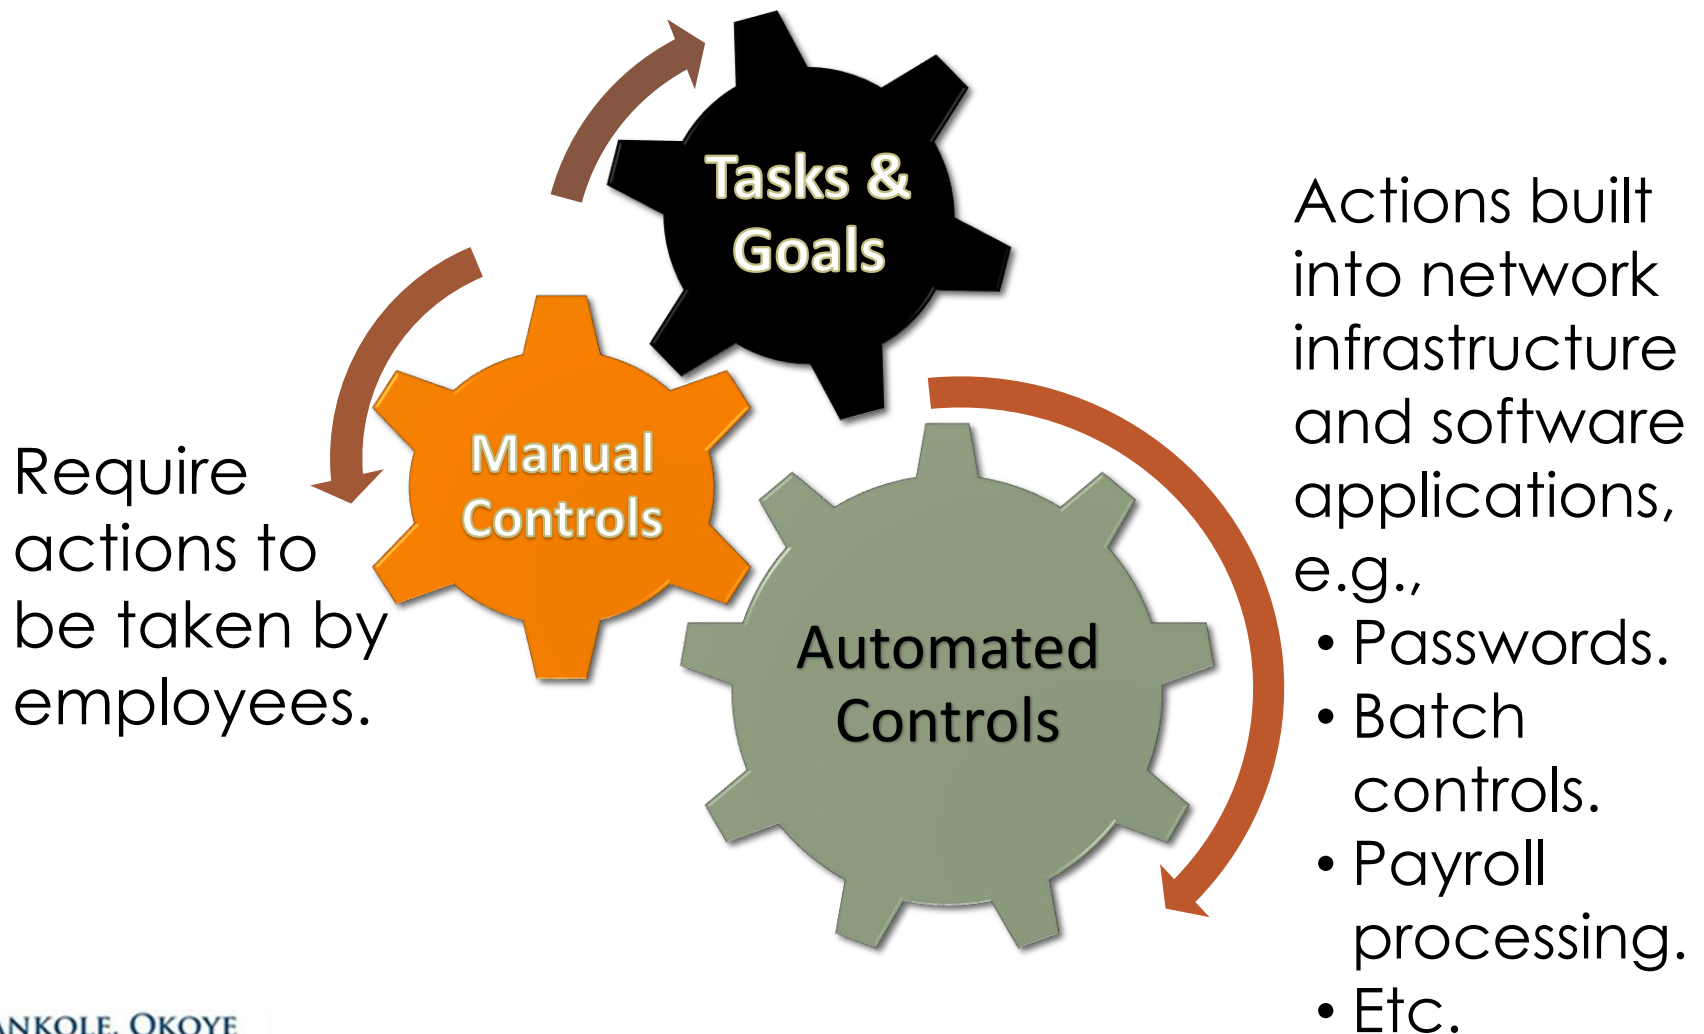 Tasks &
Goals
Manual
Controls
Require
actions to
be taken by
employees.
Automated
Controls
Actions built
into network
infrastructure
and software
applications,
e.g.,
• Passwords.
• Batch
controls.
• Payroll
processing.
• Etc.
OKOYE